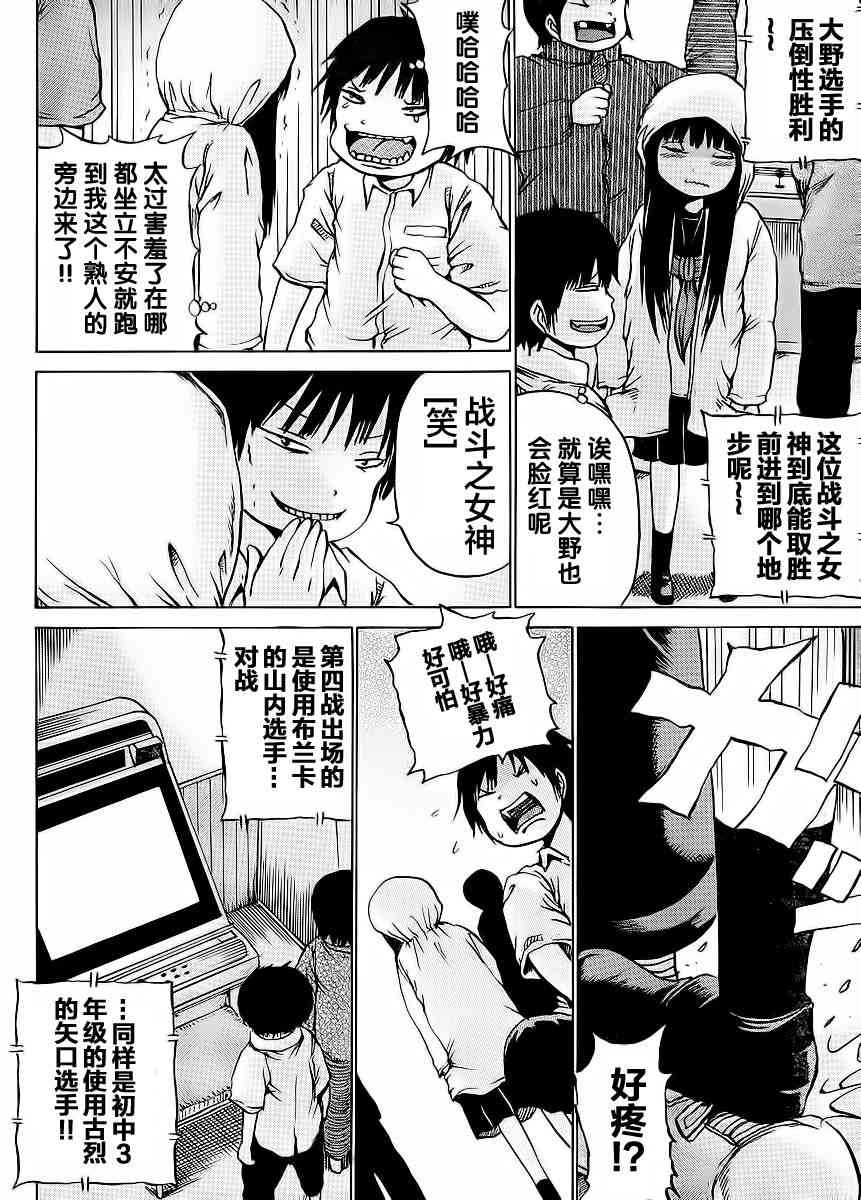 大野选手的
压倒性胜利
~~
这位战斗之女
神到底能取胜
前进到哪个地
步呢~~
诶嘿嘿…
就算是大野也
会脸红呢
噗哈哈哈哈
太过害羞了在哪
都坐立不安就跑
到我这个熟人的
旁边来了!!
战斗之女神
[笑]
好疼!?
哦—好痛
哦—好暴力
好可怕
第四战出场的
是使用布兰卡
的山内选手…
对战
…同样是初中3
年级的使用古烈
的矢口选手!!